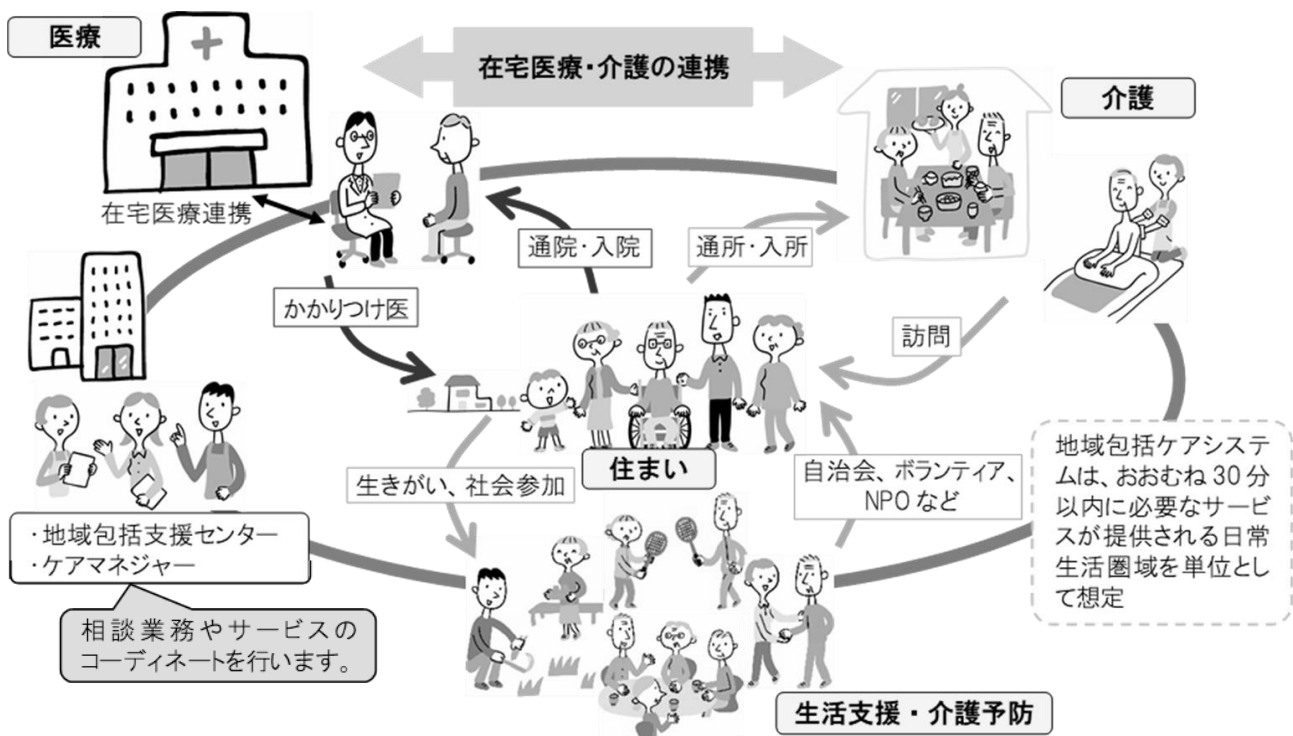 医療
在宅医療・介護の連携
介護
在宅医療連携
通院・入院
通所・入所
かかりつけ医
訪問
住まい
生きがい、社会参加
自治会、ボランティア、
NPO など
地域包括ケアシステ
ムは、おおむね 30 分
以内に必要なサービ
スが提供される日常
生活圏域を単位とし
て想定
・地域包括支援センター
・ケアマネジャー
相談業務やサービスの
コーディネートを行います。
生活支援・介護予防